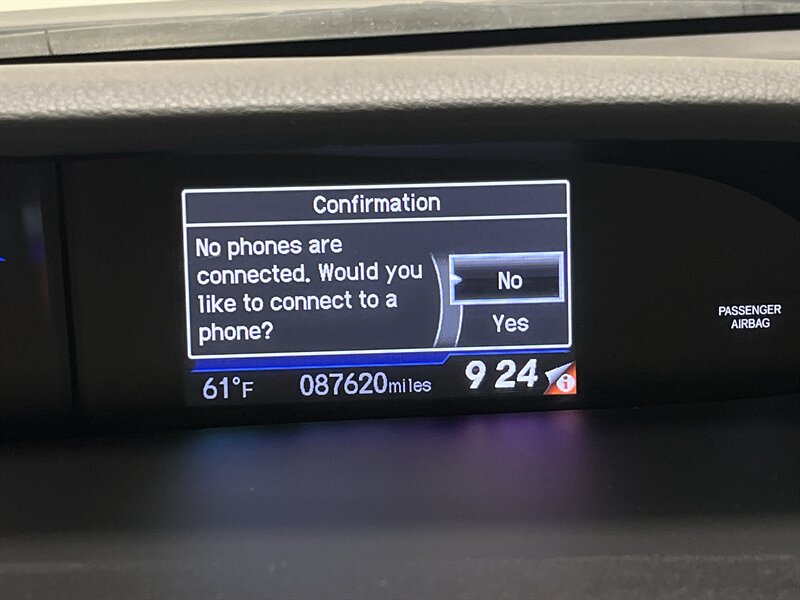 Confirmation
No phones are
connected. Would you
like to connect to a
phone?
No
Yes
61°F 087620miles 9 24 i
PASSENGER
AIRBAG